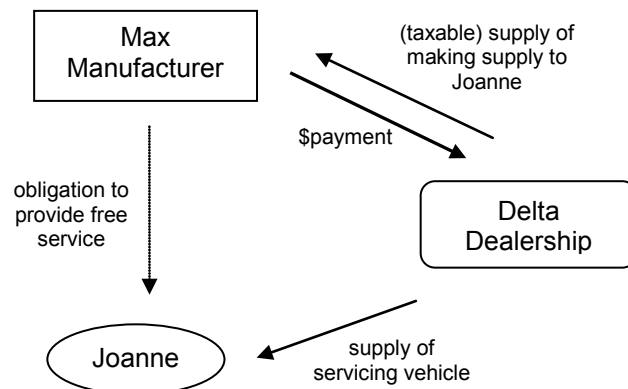 Max
Manufacturer
(taxable) supply of
making supply to
Joanne
$payment
obligation to
provide free
service
Delta
Dealership
Joanne
supply of
servicing vehicle